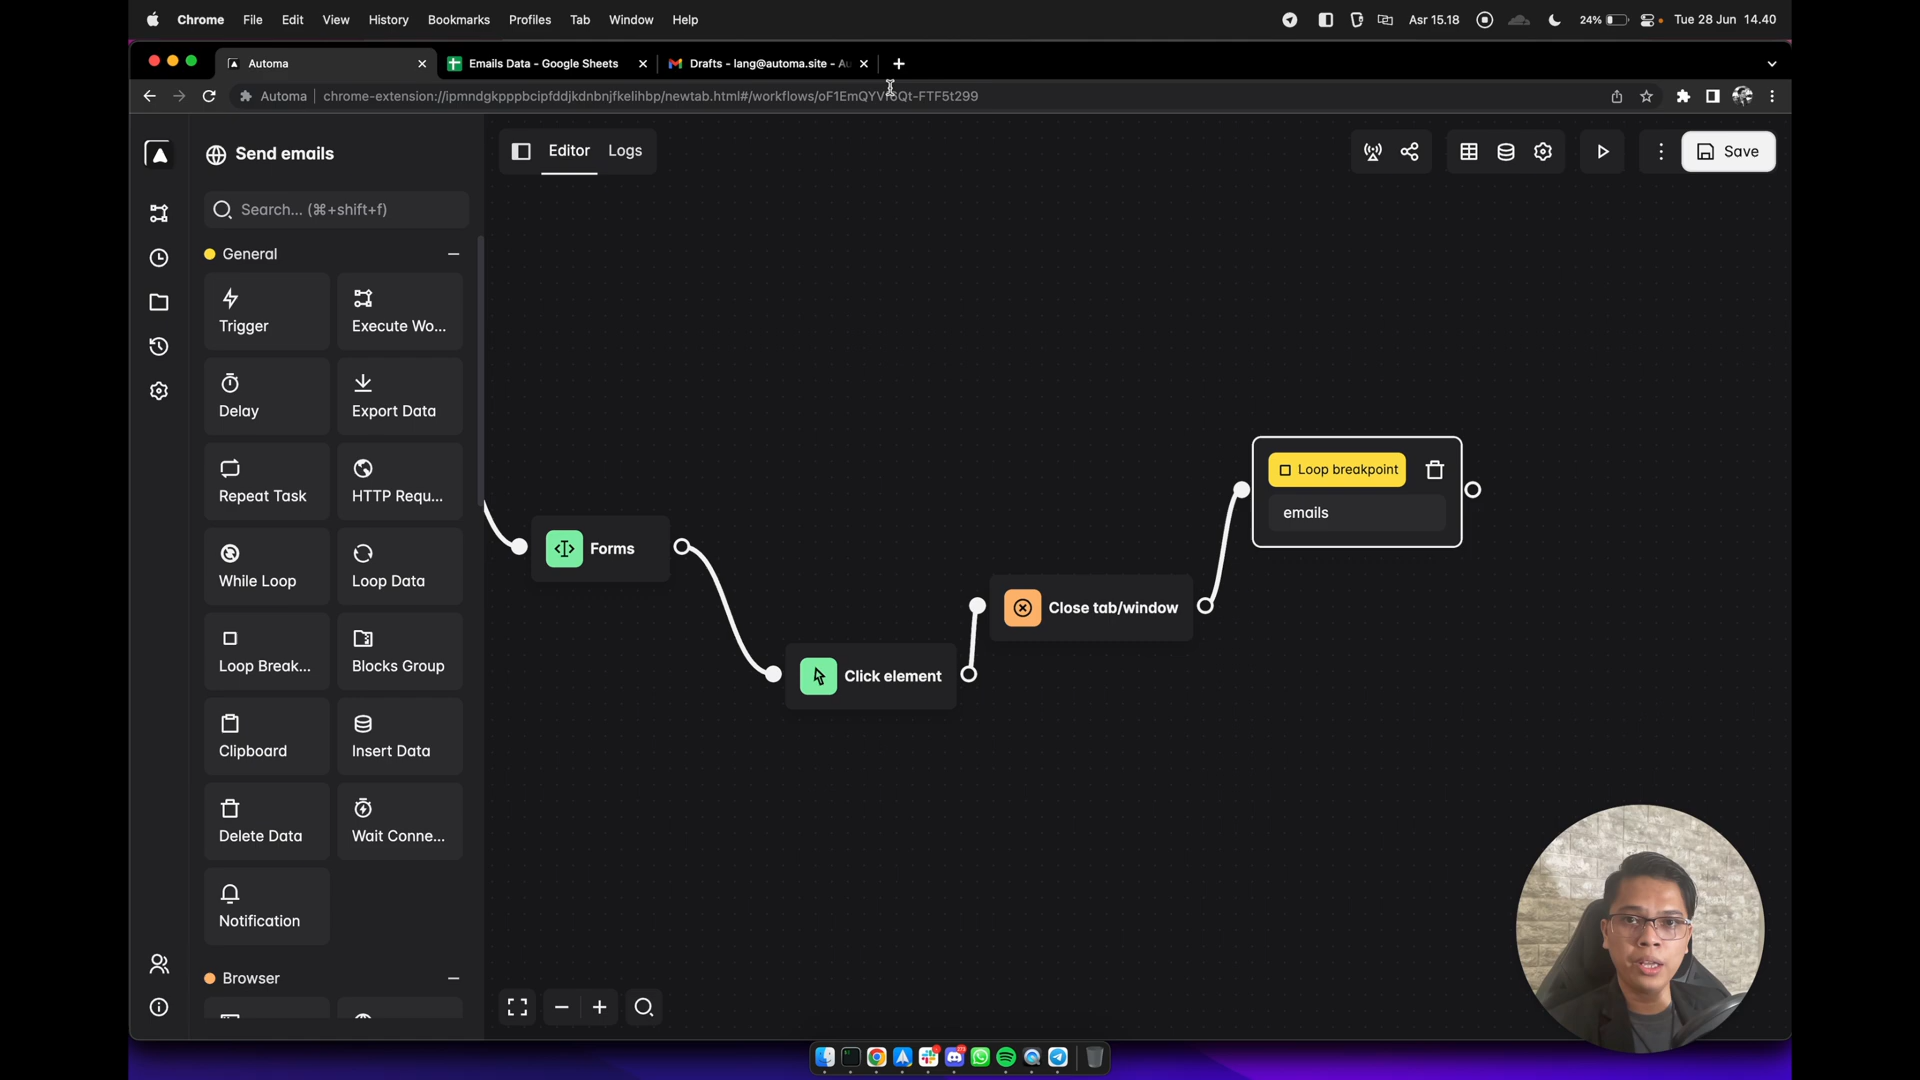 Chrome File Edit View History Bookmarks Profiles Tab Window Help Asr 15.18 24% Tue 28 Jun 14.40
Automa Emails Data - Google Sheets Drafts - lang@automa.site - Au
Automa chrome-extension://ipmndgkpppbcipfddjkdnbnjfkelihbp/newtab.html#/workflows/
Send emails
Editor Logs
Save
Search... (⌘+shift+f)
General
Trigger
Execute Wo...
Delay
Export Data
Repeat Task
HTTP Requ...
While Loop
Loop Data
Loop Break...
Blocks Group
Clipboard
Insert Data
Delete Data
Wait Conne...
Notification
Browser
Forms
Click element
Close tab/window
Loop breakpoint
emails